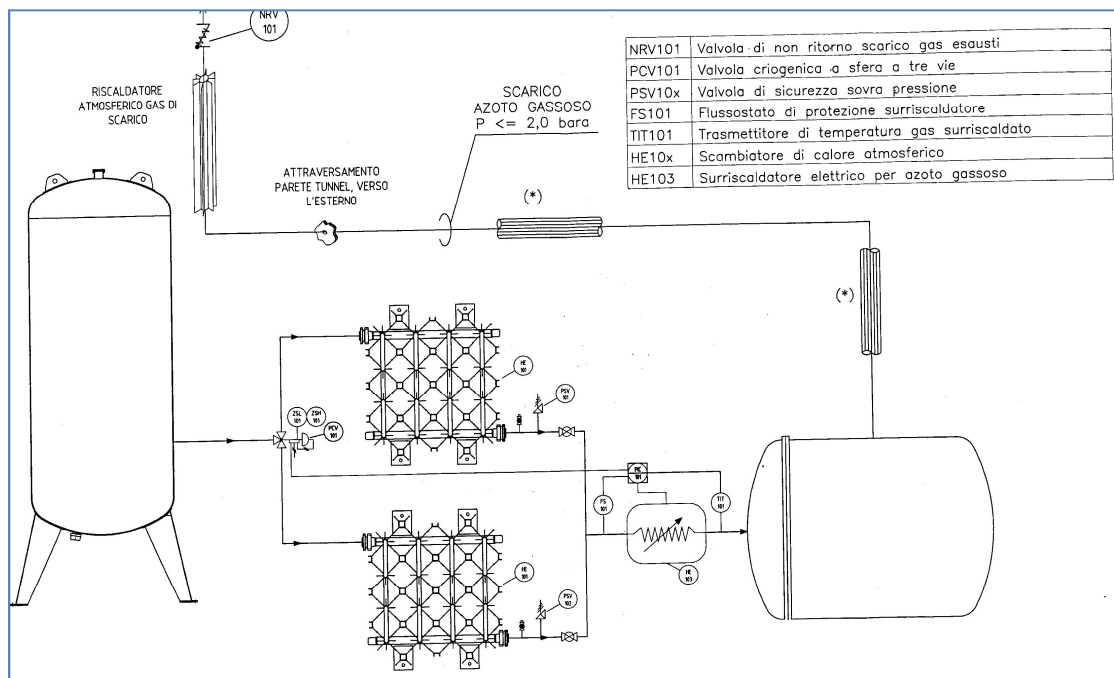 NRV
101
NRV101 Valvola di non ritorno scarico gas esausti
PCV101 Valvola criogenica a sfera a tre vie
PSV10x Valvola di sicurezza sovra pressione
FS101 Flussostato di protezione surriscaldatore
TIT101 Trasmettitore di temperatura gas surriscaldato
HE10x Scambiatore di calore atmosferico
HE103 Surriscaldatore elettrico per azoto gassoso
RISCALDATORE
ATMOSFERICO GAS DI
SCARICO
SCARICO
AZOTO GASSOSO
P <= 2,0 bara
ATTRAVERSAMENTO
PARETE TUNNEL, VERSO
L'ESTERNO
(*)
(*)
HE
101
PSV
101
ZSL
101
ZSH
101
PCV
101
101
FS
101
TIT
101
HE
103
HE
101
PSV
102